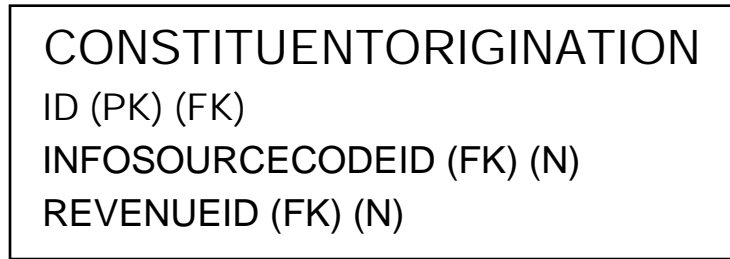 CONSTITUENTORIGINATION
ID (PK) (FK)
INFOSOURCECODEID (FK) (N)
REVENUEID (FK) (N)